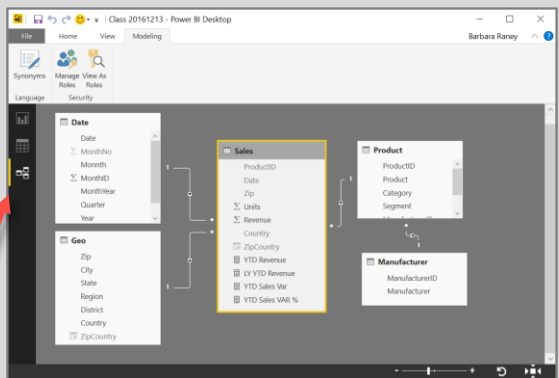 Class 20161213 - Power BI Desktop
File Home View Modeling Barbara Raney
Synonyms Manage Roles View As Roles
Language Security
Date
Date
MonthNo
Monnth
MonthID
MonthYear
Quarter
Year
Geo
Zip
City
State
Region
District
Country
ZipCountry
Sales
ProductID
Date
Zip
Units
Revenue
Country
ZipCountry
YTD Revenue
LY YTD Revenue
YTD Sales Var
YTD Sales VAR %
Product
ProductID
Product
Category
Segment
ManufacturerID
Manufacturer
ManufacturerID
Manufacturer
1
*
1
*
1
*
*
1